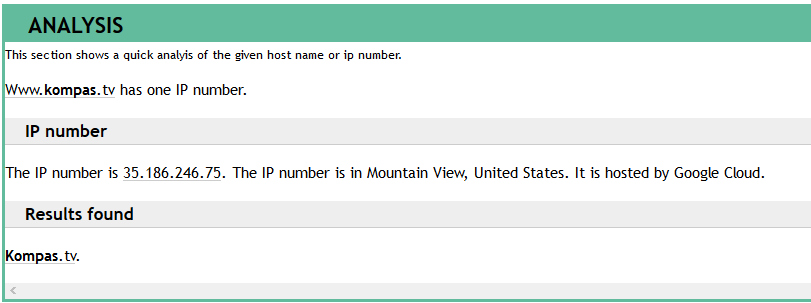 ANALYSIS
This section shows a quick analyis of the given host name or ip number.
Www.kompas.tv has one IP number.
IP number
The IP number is 35.186.246.75. The IP number is in Mountain View, United States. It is hosted by Google Cloud.
Results found
Kompas.tv.